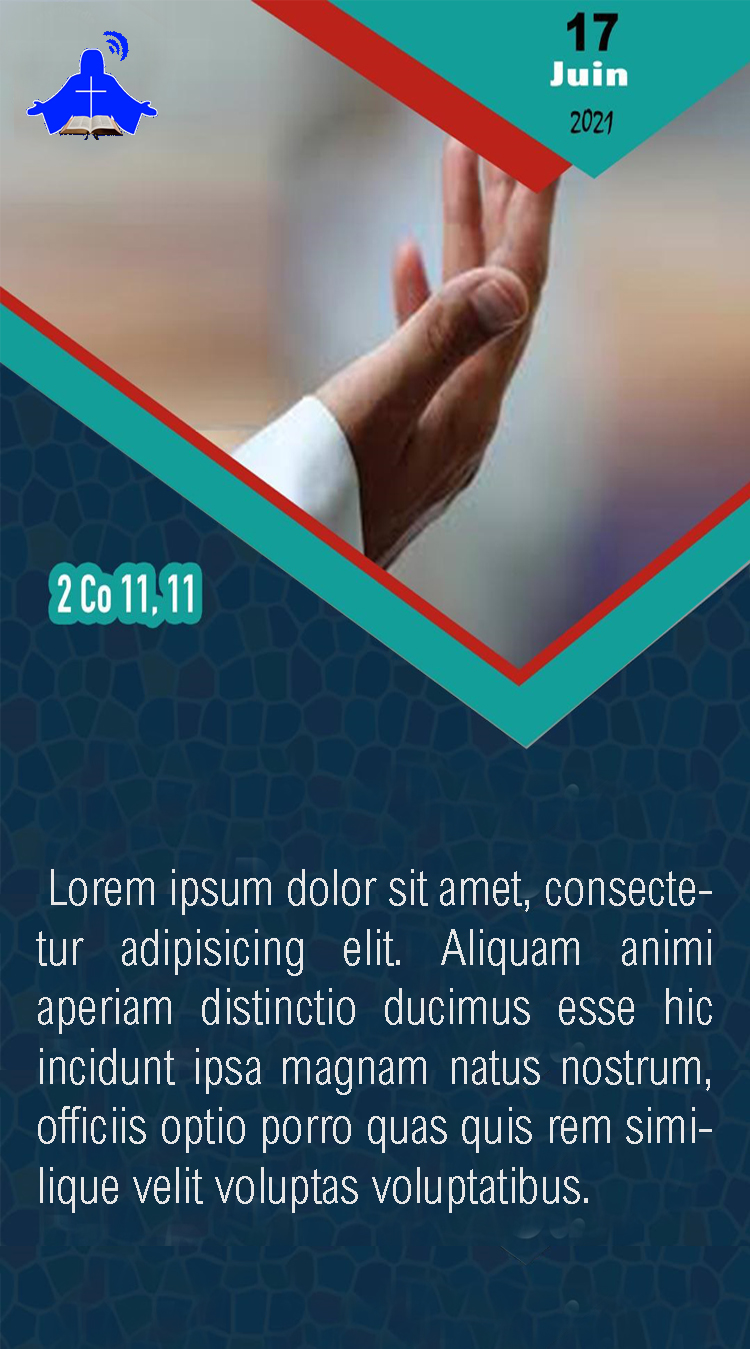 17
Juin
2021
2 Co 11, 11
Lorem ipsum dolor sit amet, consecte-
tur adipisicing elit. Aliquam animi
aperiam distinctio ducimus esse hic
incidunt ipsa magnam natus nostrum,
officiis optio porro quas quis rem simi-
lique velit voluptas voluptatibus.